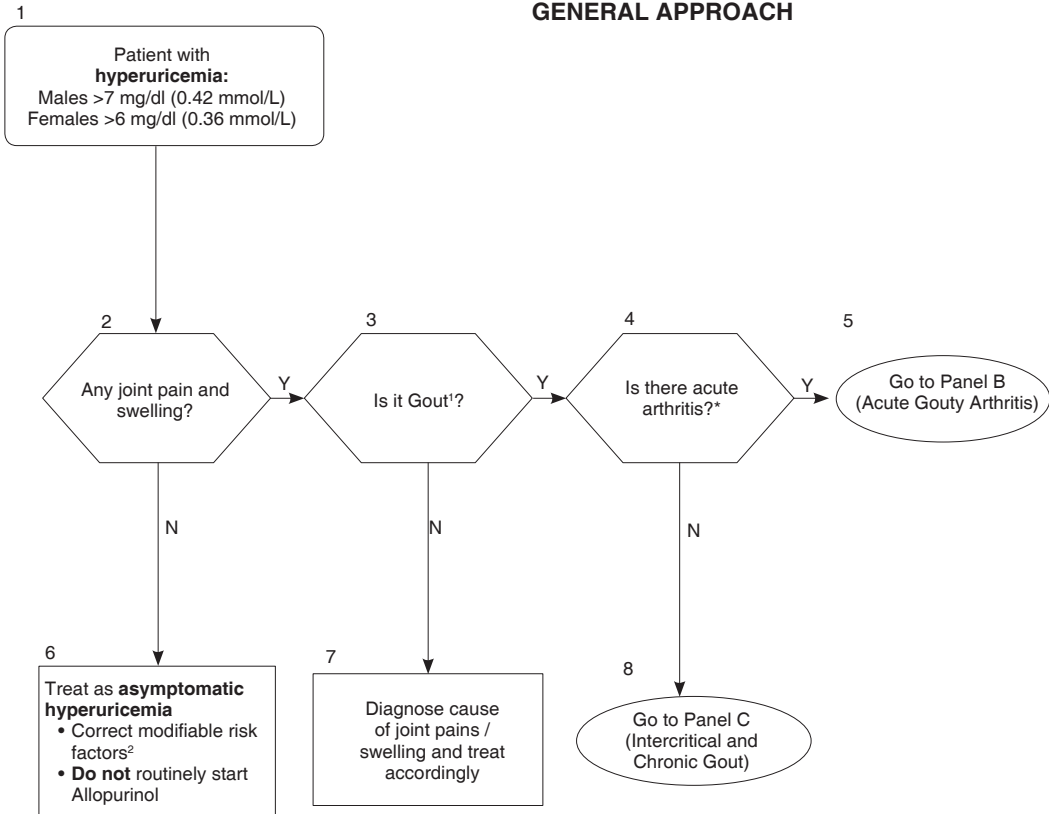 GENERAL APPROACH
1
Patient with
hyperuricemia:
Males >7 mg/dl (0.42 mmol/L)
Females >6 mg/dl (0.36 mmol/L)
2
Any joint pain and
swelling?
Y
N
3
Is it Gout¹?
Y
N
4
Is there acute
arthritis?*
Y
N
5
Go to Panel B
(Acute Gouty Arthritis)
6
Treat as asymptomatic
hyperuricemia
• Correct modifiable risk
factors²
• Do not routinely start
Allopurinol
7
Diagnose cause
of joint pains /
swelling and treat
accordingly
8
Go to Panel C
(Intercritical and
Chronic Gout)